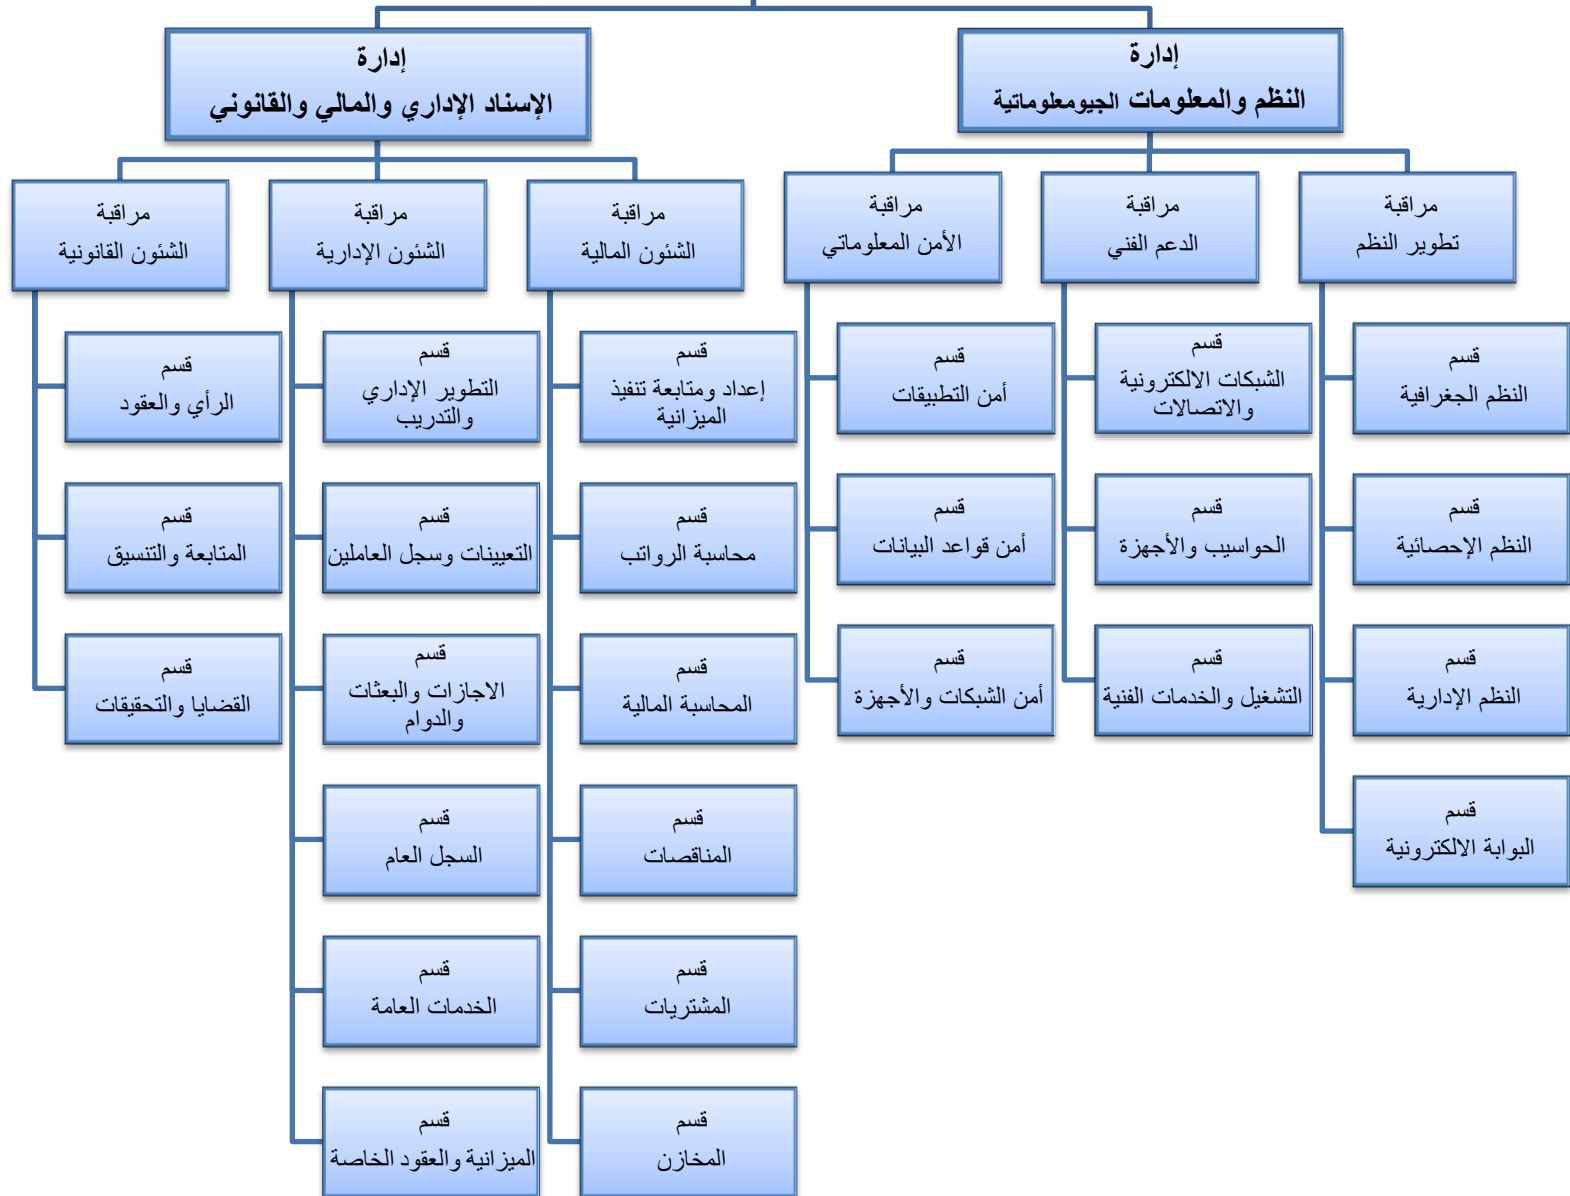 إدارة
النظم والمعلومات الجيومعلوماتية
إدارة
الإسناد الإداري والمالي والقانوني
مراقبة
تطوير النظم
قسم
النظم الجغرافية
قسم
النظم الإحصائية
قسم
النظم الإدارية
قسم
البوابة الالكترونية
مراقبة
الدعم الفني
قسم
الشبكات الالكترونية
والاتصالات
قسم
الحواسيب والأجهزة
قسم
التشغيل والخدمات الفنية
مراقبة
الأمن المعلوماتي
قسم
أمن التطبيقات
قسم
أمن قواعد البيانات
قسم
أمن الشبكات والأجهزة
مراقبة
الشئون المالية
قسم
إعداد ومتابعة تنفيذ
الميزانية
قسم
محاسبة الرواتب
قسم
المحاسبة المالية
قسم
المناقصات
قسم
المشتريات
قسم
المخازن
مراقبة
الشئون الإدارية
قسم
التطوير الإداري
والتدريب
قسم
التعيينات وسجل العاملين
قسم
الاجازات والبعثات
والدوام
قسم
السجل العام
قسم
الخدمات العامة
قسم
الميزانية والعقود الخاصة
مراقبة
الشئون القانونية
قسم
الرأي والعقود
قسم
المتابعة والتنسيق
قسم
القضايا والتحقيقات